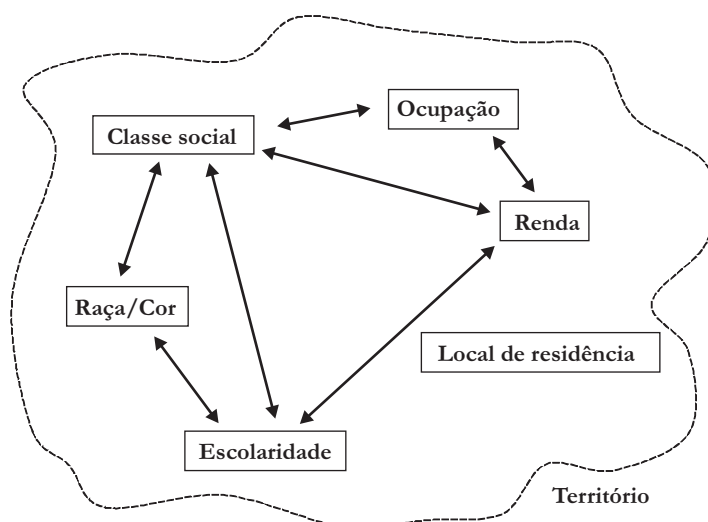 Ocupação
Classe social
Renda
Raça/Cor
Local de residência
Escolaridade
Território